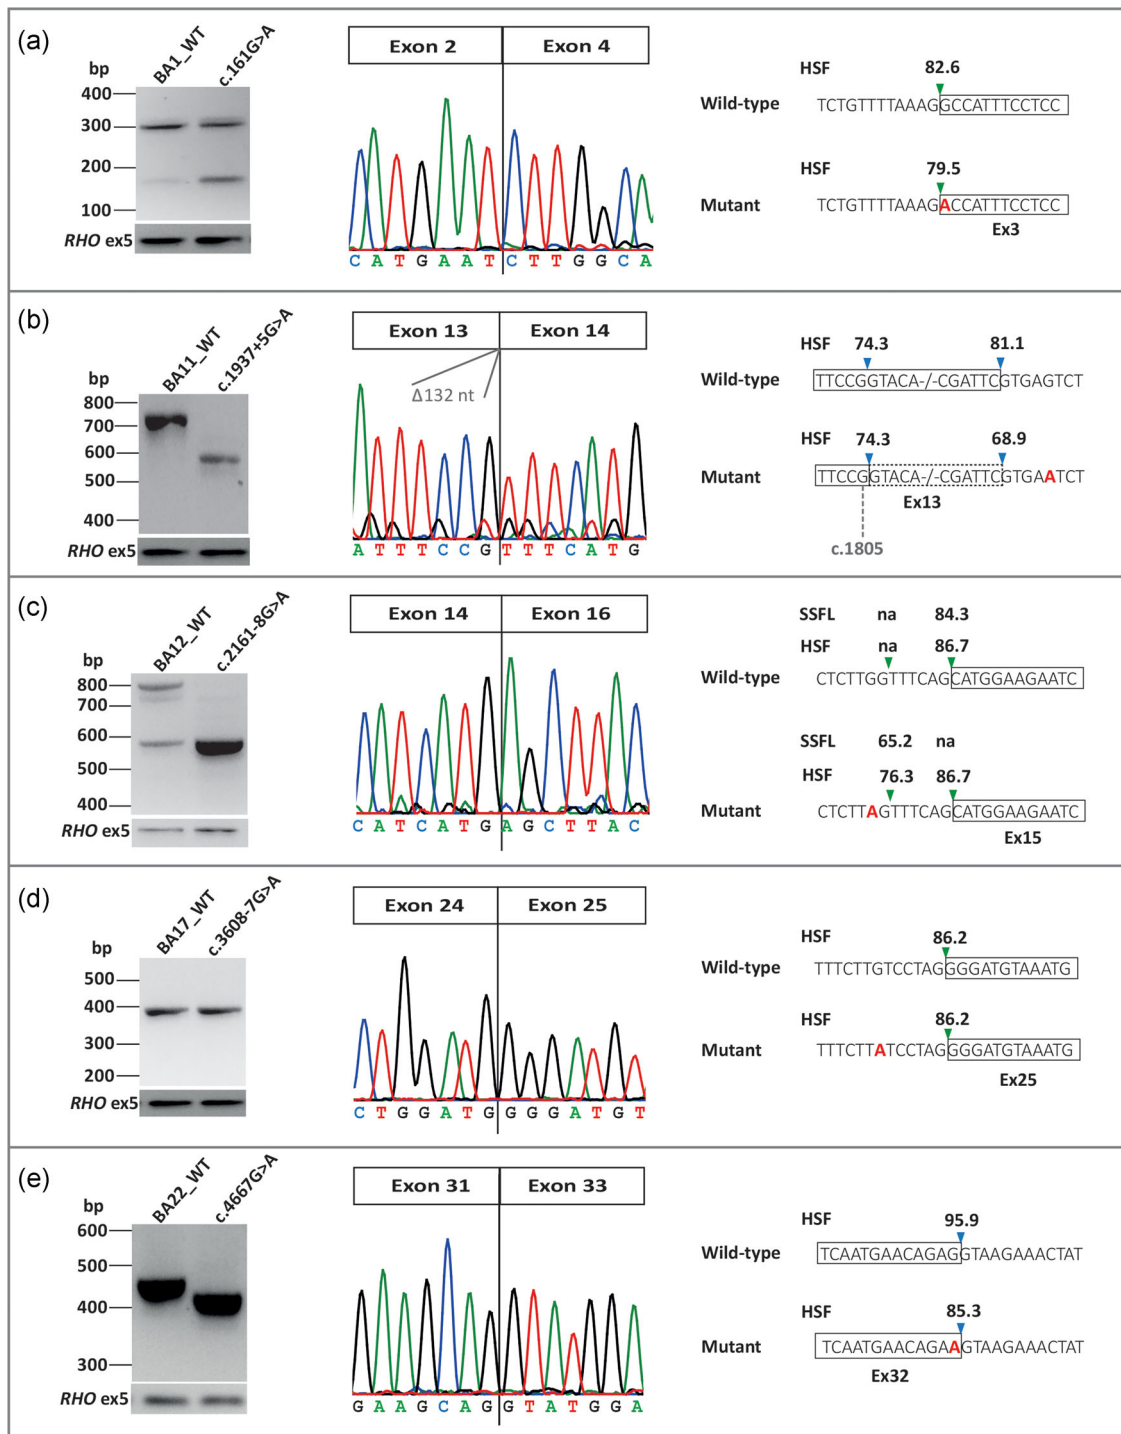 (a)
BA1_WT
c.161G>A
bp
400
300
200
100
RHO ex5
Exon 2
Exon 4
CATGAATCTTGGCA
HSF 82.6
Wild-type TCTGTTTTAAAGGCCATTTCCTCC
HSF 79.5
Mutant TCTGTTTTAAAGACCATTTCCTCC
Ex3
(b)
BA11_WT
c.1937+5G>A
bp
800
700
600
500
400
RHO ex5
Exon 13
Exon 14
Δ132 nt
ATTTCCGTTTCATG
HSF 74.3 81.1
Wild-type TTCCGGTACA-/-CGATTCGTGAGTCT
HSF 74.3 68.9
Mutant TTCCGGTACA-/-CGATTCGTGAATCT
Ex13
c.1805
(c)
BA12_WT
c.2161-8G>A
bp
800
700
600
500
400
RHO ex5
Exon 14
Exon 16
CATCATGAGCTTAC
SSFL na 84.3
HSF na 86.7
Wild-type CTCTTGGTTTCAGCATGGAAGAATC
SSFL 65.2 na
HSF 76.3 86.7
Mutant CTCTTAGTTTCAGCATGGAAGAATC
Ex15
(d)
BA17_WT
c.3608-7G>A
bp
500
400
300
200
RHO ex5
Exon 24
Exon 25
CTGGATGGGGATGT
HSF 86.2
Wild-type TTTCTTGTCCTAGGGGATGTAAATG
HSF 86.2
Mutant TTTCTTATCCTAGGGGATGTAAATG
Ex25
(e)
BA22_WT
c.4667G>A
bp
600
500
400
300
RHO ex5
Exon 31
Exon 33
GAAGCAGGTATGGA
HSF 95.9
Wild-type TCAATGAACAGAGGTAAGAAACTAT
HSF 85.3
Mutant TCAATGAACAGAAGTAAGAAACTAT
Ex32